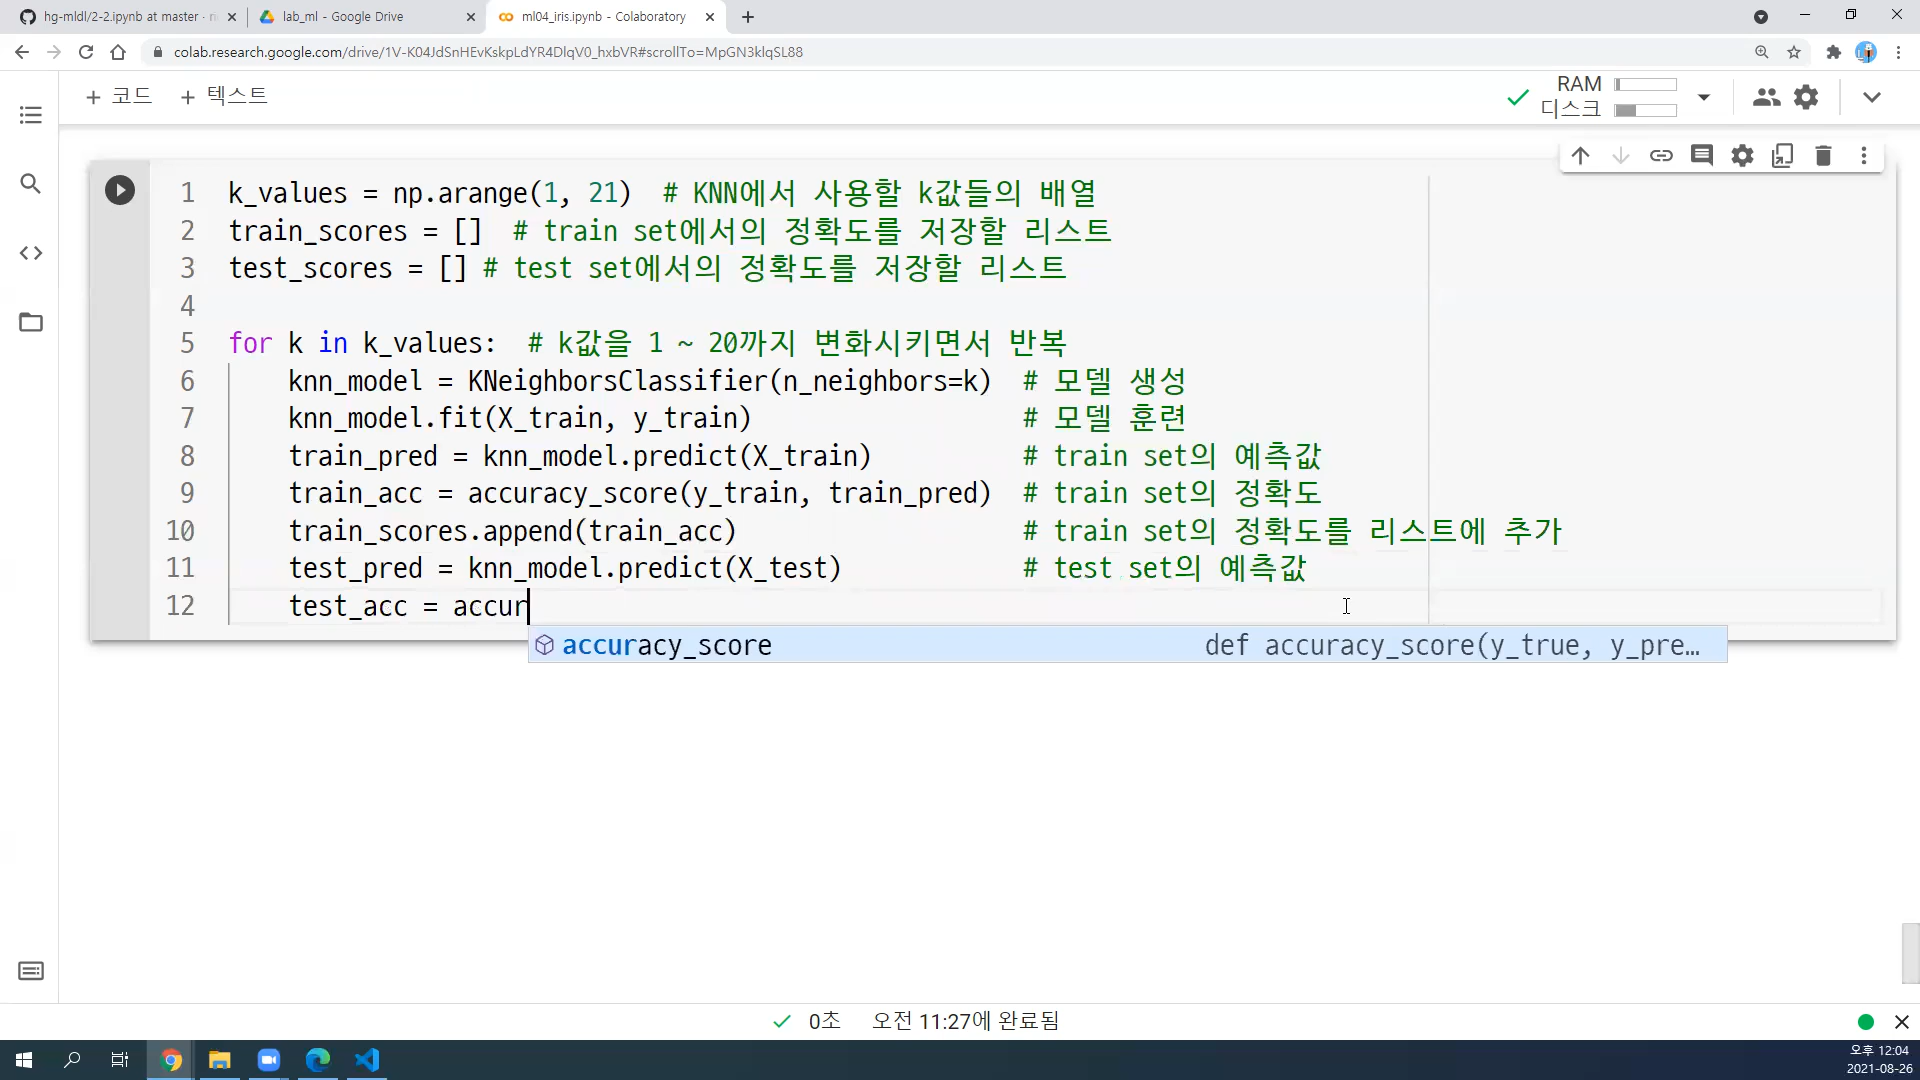 hg-mldl/2-2.ipynb at master ·
lab_ml - Google Drive
ml04_iris.ipynb - Colaboratory
colab.research.google.com/drive/1V-K04JdSnHEvKskpLdYR4DlqV0_hxbVR#scrollTo=MpGN3klqSL88
+ 코드 + 텍스트
RAM
디스크
1 k_values = np.arange(1, 21)  # KNN에서 사용할 k값들의 배열
2 train_scores = []  # train set에서의 정확도를 저장할 리스트
3 test_scores = [] # test set에서의 정확도를 저장할 리스트
4
5 for k in k_values:  # k값을 1 ~ 20까지 변화시키면서 반복
6 knn_model = KNeighborsClassifier(n_neighbors=k)  # 모델 생성
7 knn_model.fit(X_train, y_train)  # 모델 훈련
8 train_pred = knn_model.predict(X_train)  # train set의 예측값
9 train_acc = accuracy_score(y_train, train_pred)  # train set의 정확도
10 train_scores.append(train_acc)  # train set의 정확도를 리스트에 추가
11 test_pred = knn_model.predict(X_test)  # test set의 예측값
12 test_acc = accur
accuracy_score def accuracy_score(y_true, y_pre…
0초 오전 11:27에 완료됨
오후 12:04
2021-08-26